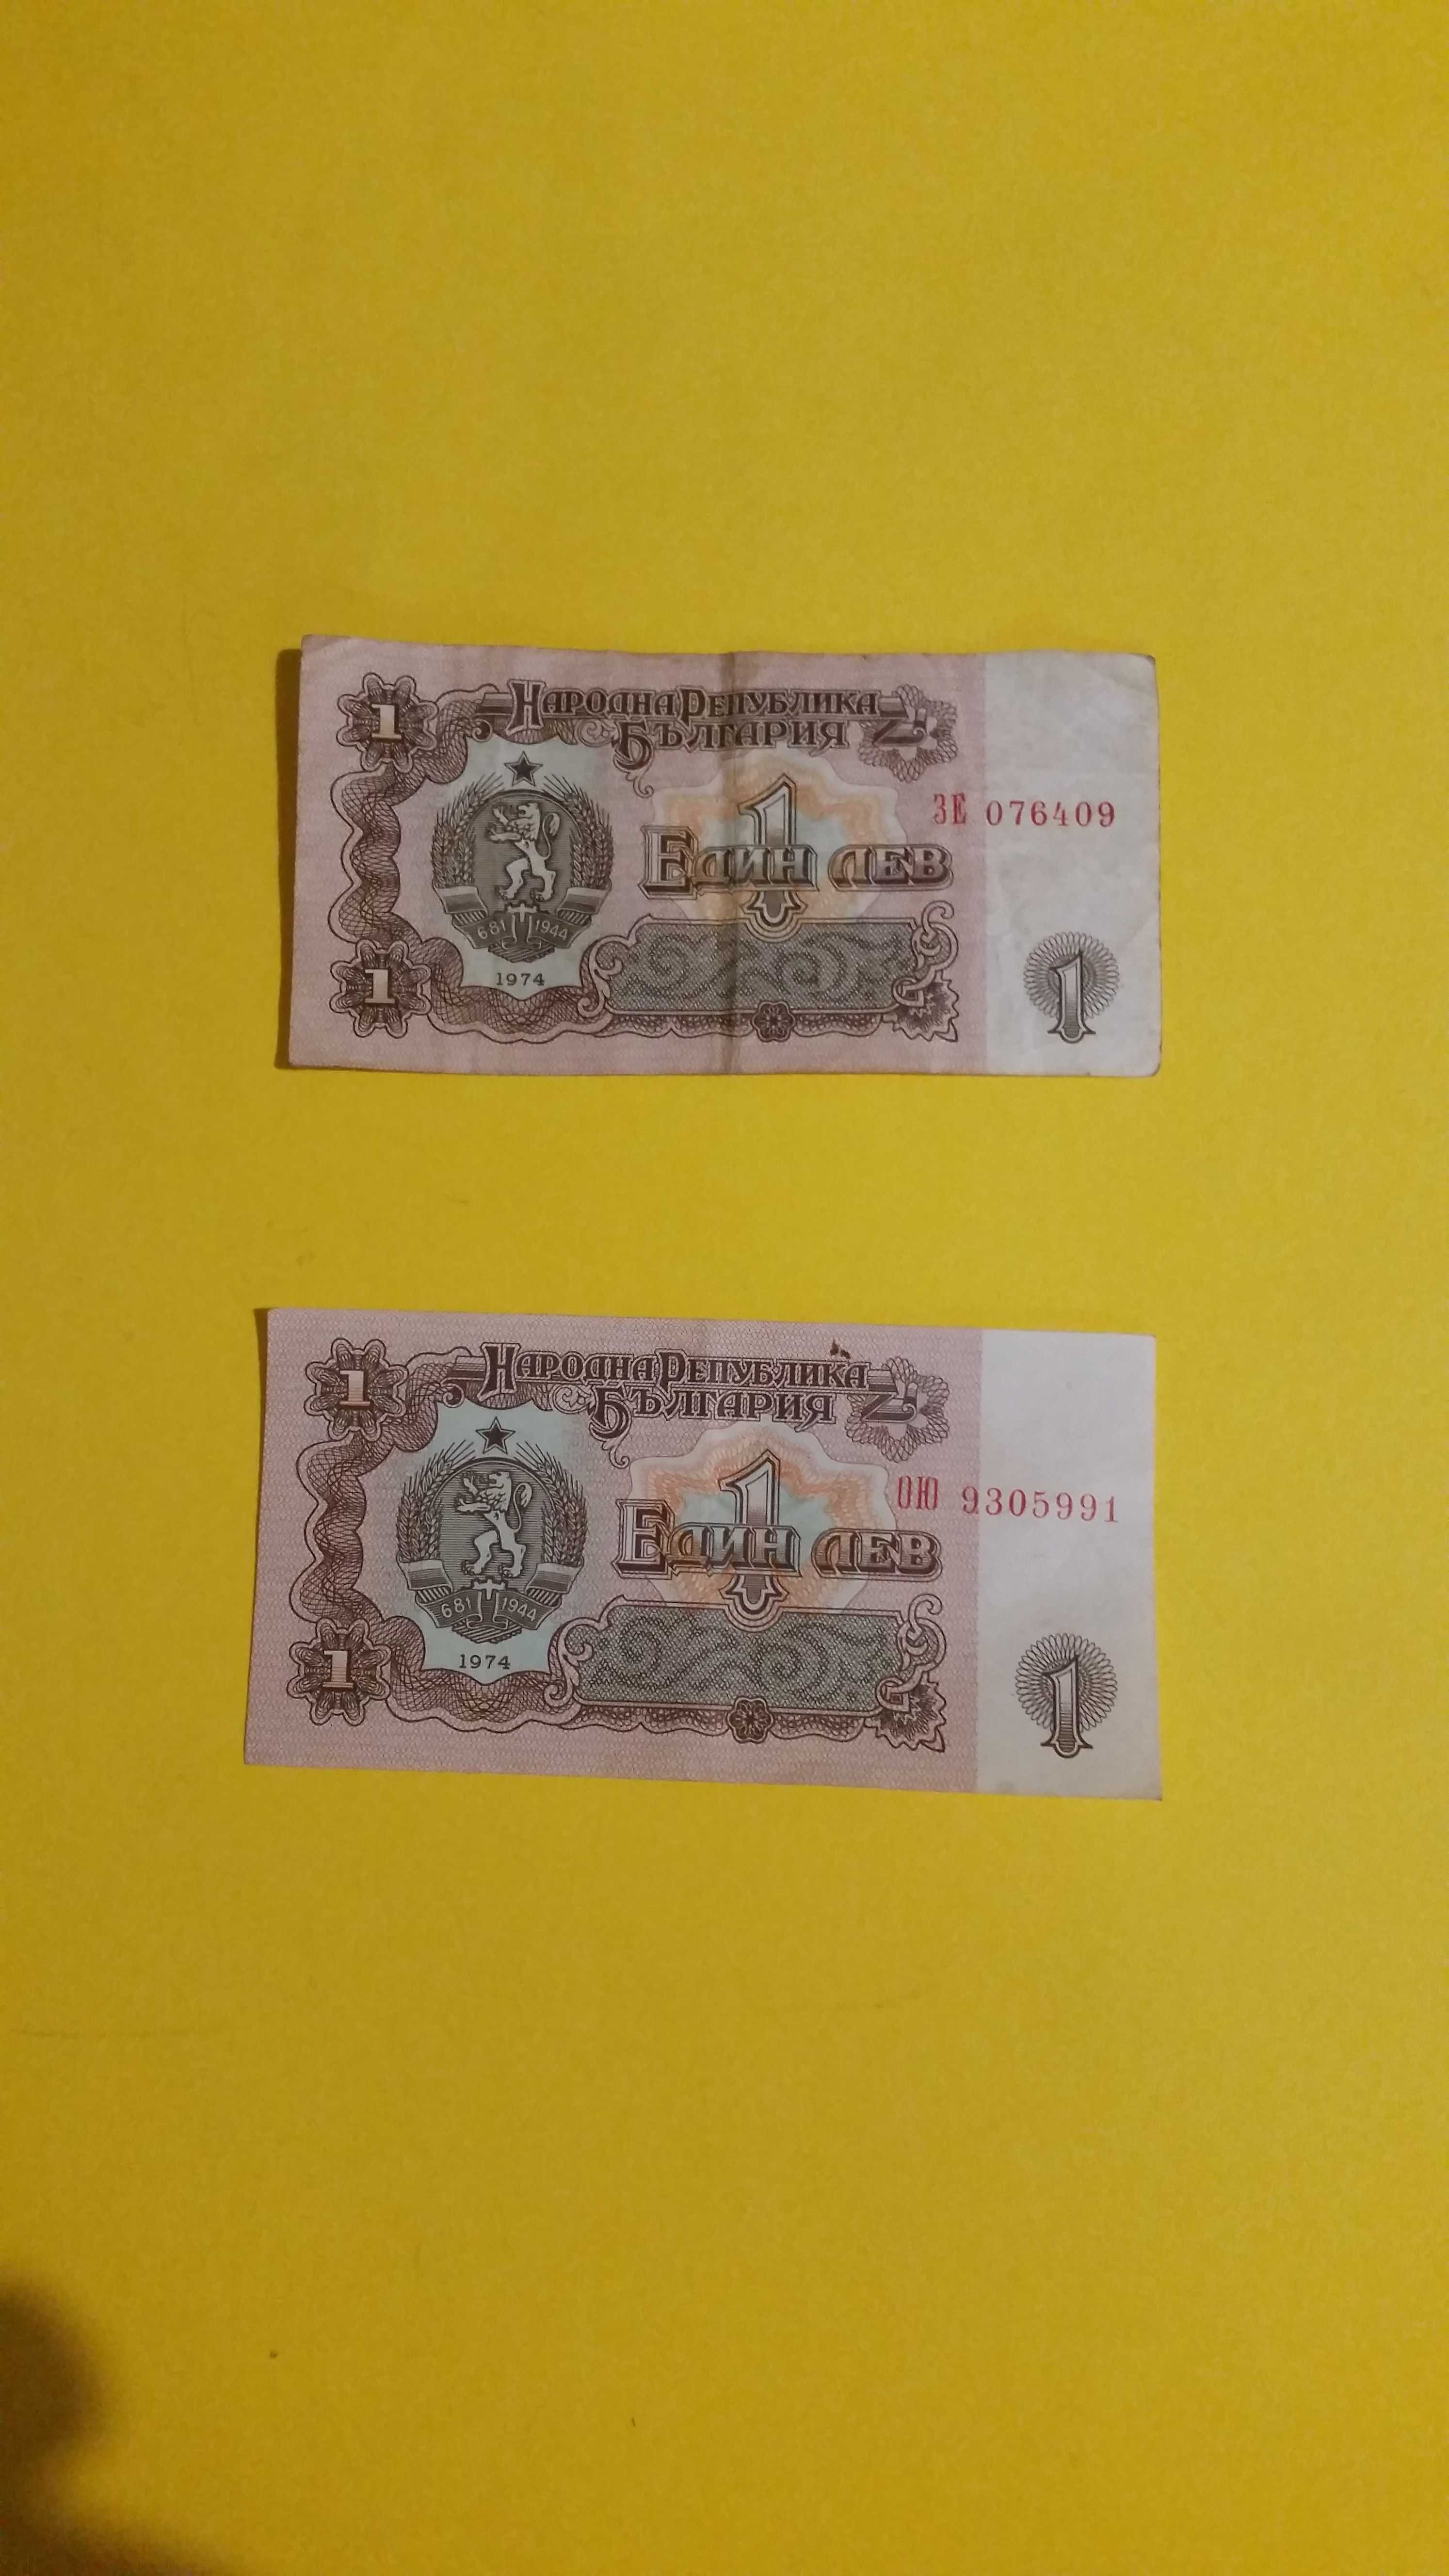 1
НАРОДНА РЕПУБЛИКА
БЪЛГАРИЯ
1
ЗЕ 076409
ЕДИН ЛЕВ
681 1944
1974
1
1
1
НАРОДНА РЕПУБЛИКА
БЪЛГАРИЯ
1
ОЮ 9305991
ЕДИН ЛЕВ
681 1944
1974
1
1